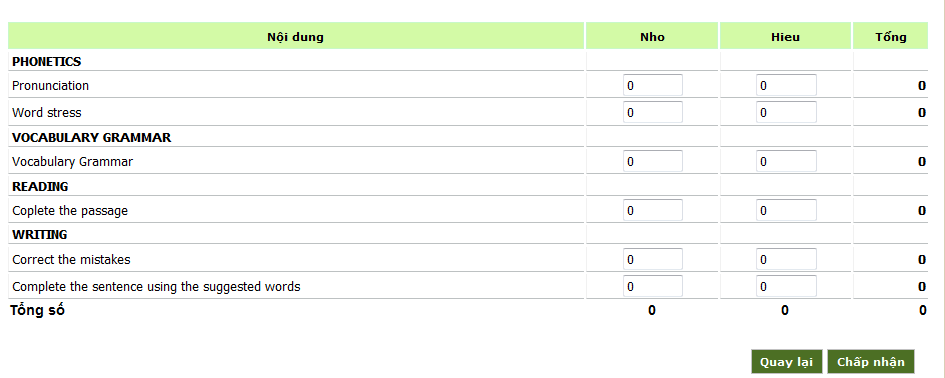 Nội dung Nho Hieu Tổng
PHONETICS
Pronunciation 0 0 0
Word stress 0 0 0
VOCABULARY GRAMMAR
Vocabulary Grammar 0 0 0
READING
Coplete the passage 0 0 0
WRITING
Correct the mistakes 0 0 0
Complete the sentence using the suggested words 0 0 0
Tổng số 0 0 0
Quay lại Chấp nhận